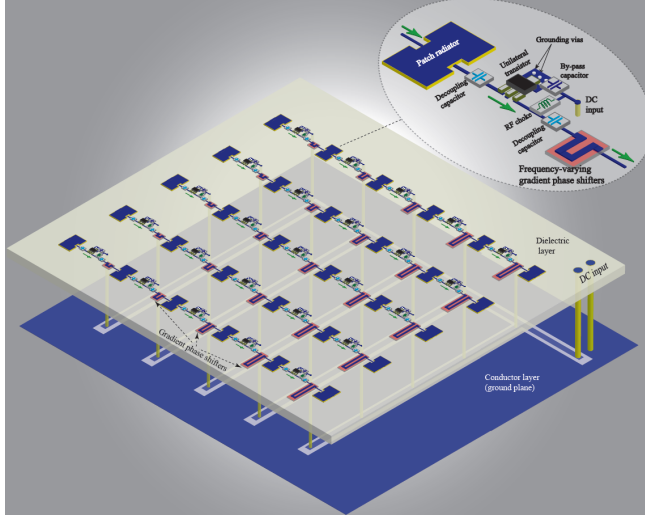 Grounding vias
Patch radiator
Unilateral
transistor
By-pass
capacitor
Decoupling
capacitor
DC
input
RF choke
Decoupling
capacitor
Frequency-varying
gradient phase shifters
Dielectric
layer
DC input
Gradient phase shifters
Conductor layer
(ground plane)